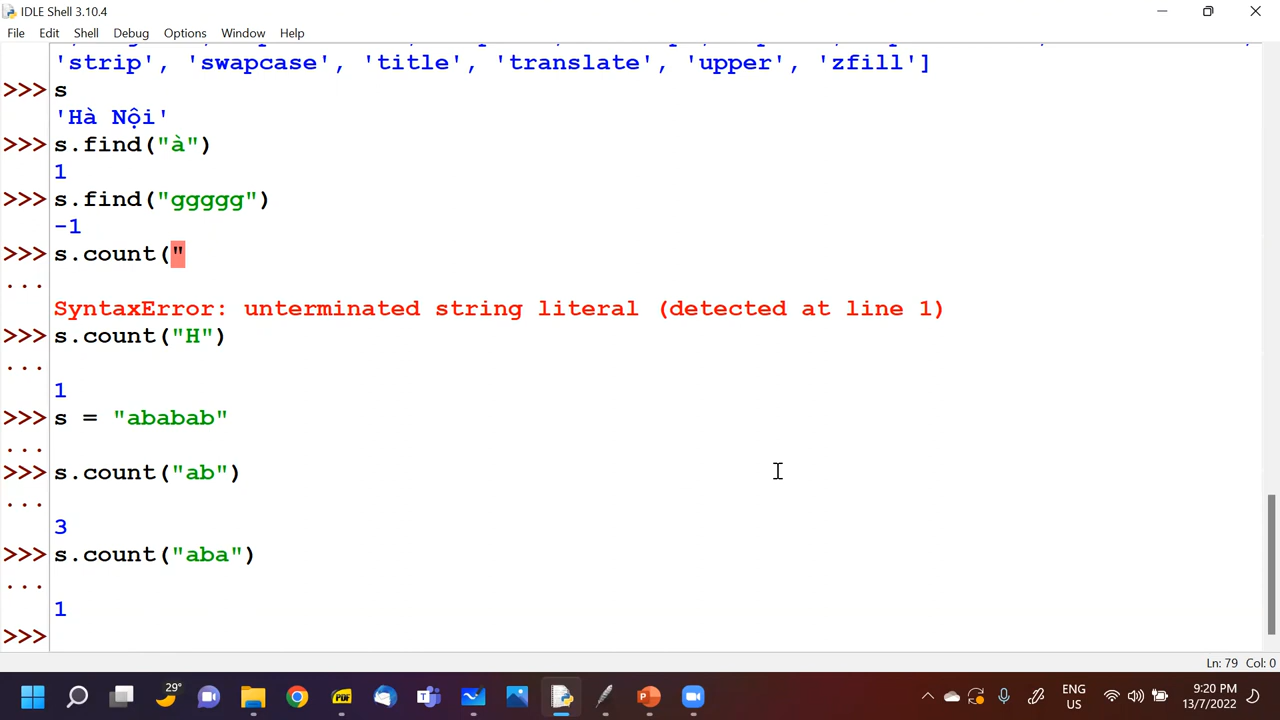 IDLE Shell 3.10.4
File Edit Shell Debug Options Window Help
'strip', 'swapcase', 'title', 'translate', 'upper', 'zfill']
>>> s
'Hà Nội'
>>> s.find("à")
1
>>> s.find("ggggg")
-1
>>> s.count("
...
SyntaxError: unterminated string literal (detected at line 1)
>>> s.count("H")
...
1
>>> s = "ababab"
...
>>> s.count("ab")
...
3
>>> s.count("aba")
...
1
>>>
Ln: 79 Col: 0
29°
PDF
ENG
US
9:20 PM
13/7/2022